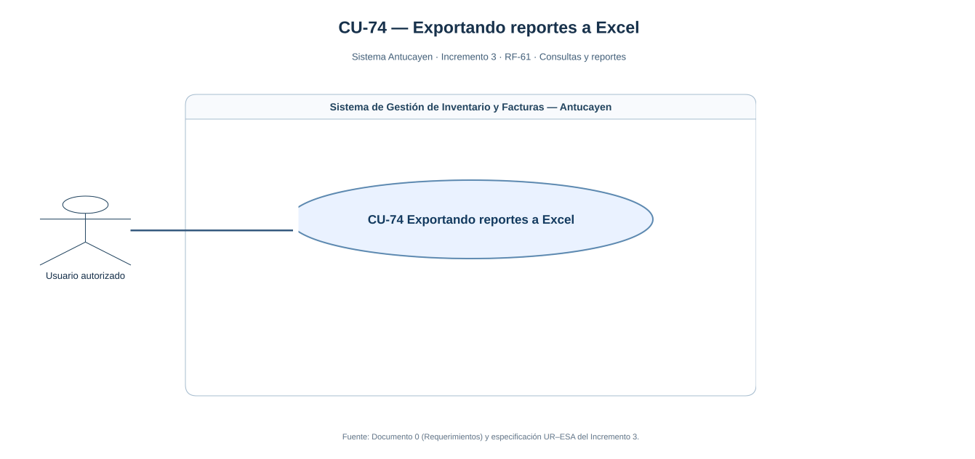 CU-74 — Exportando reportes a Excel
Sistema Antucayen · Incremento 3 · RF-61 · Consultas y reportes
Sistema de Gestión de Inventario y Facturas — Antucayen
CU-74 Exportando reportes a Excel
Usuario autorizado
Fuente: Documento 0 (Requerimientos) y especificación UR–ESA del Incremento 3.